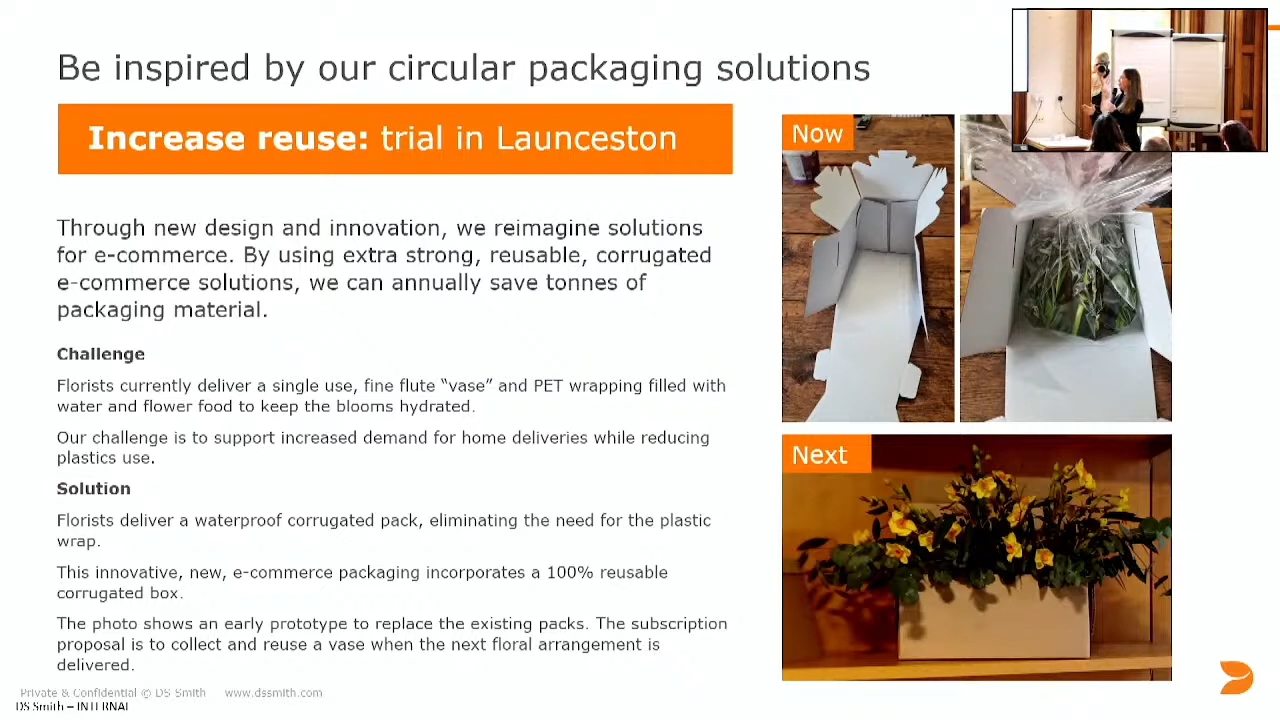 Be inspired by our circular packaging solutions
Increase reuse: trial in Launceston
Now
Through new design and innovation, we reimagine solutions
for e-commerce. By using extra strong, reusable, corrugated
e-commerce solutions, we can annually save tonnes of
packaging material.
Challenge
Florists currently deliver a single use, fine flute “vase” and PET wrapping filled with
water and flower food to keep the blooms hydrated.
Our challenge is to support increased demand for home deliveries while reducing
plastics use.
Next
Solution
Florists deliver a waterproof corrugated pack, eliminating the need for the plastic
wrap.
This innovative, new, e-commerce packaging incorporates a 100% reusable
corrugated box.
The photo shows an early prototype to replace the existing packs. The subscription
proposal is to collect and reuse a vase when the next floral arrangement is
delivered.
Private & Confidential © DS Smith www.dssmith.com
DS Smith – INTERNAL